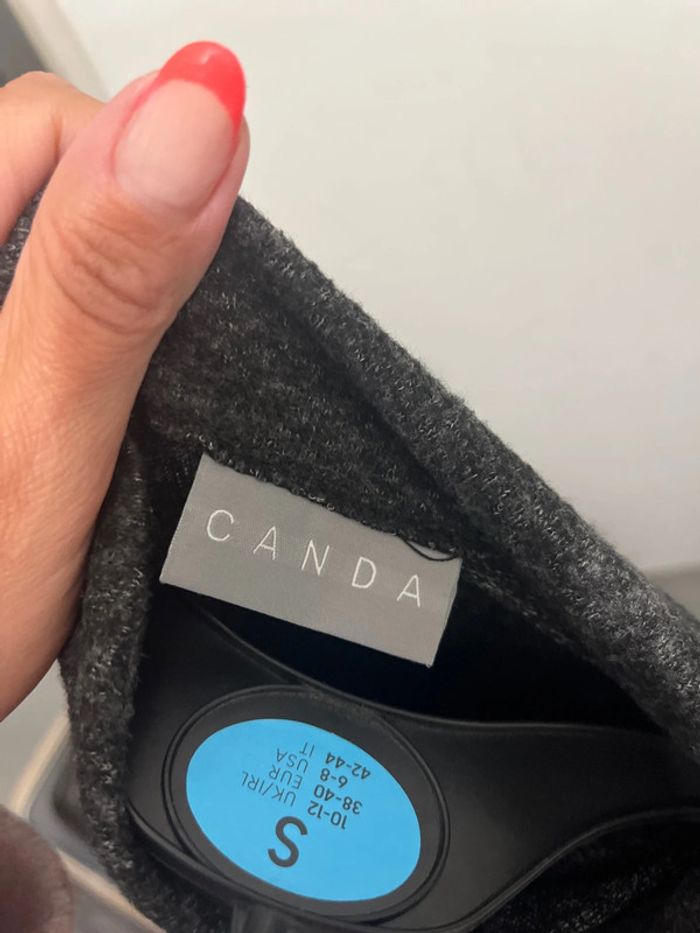 CANDA
S
10-12 UK/IRL
38-40 EUR
6-8 USA
42-44 IT